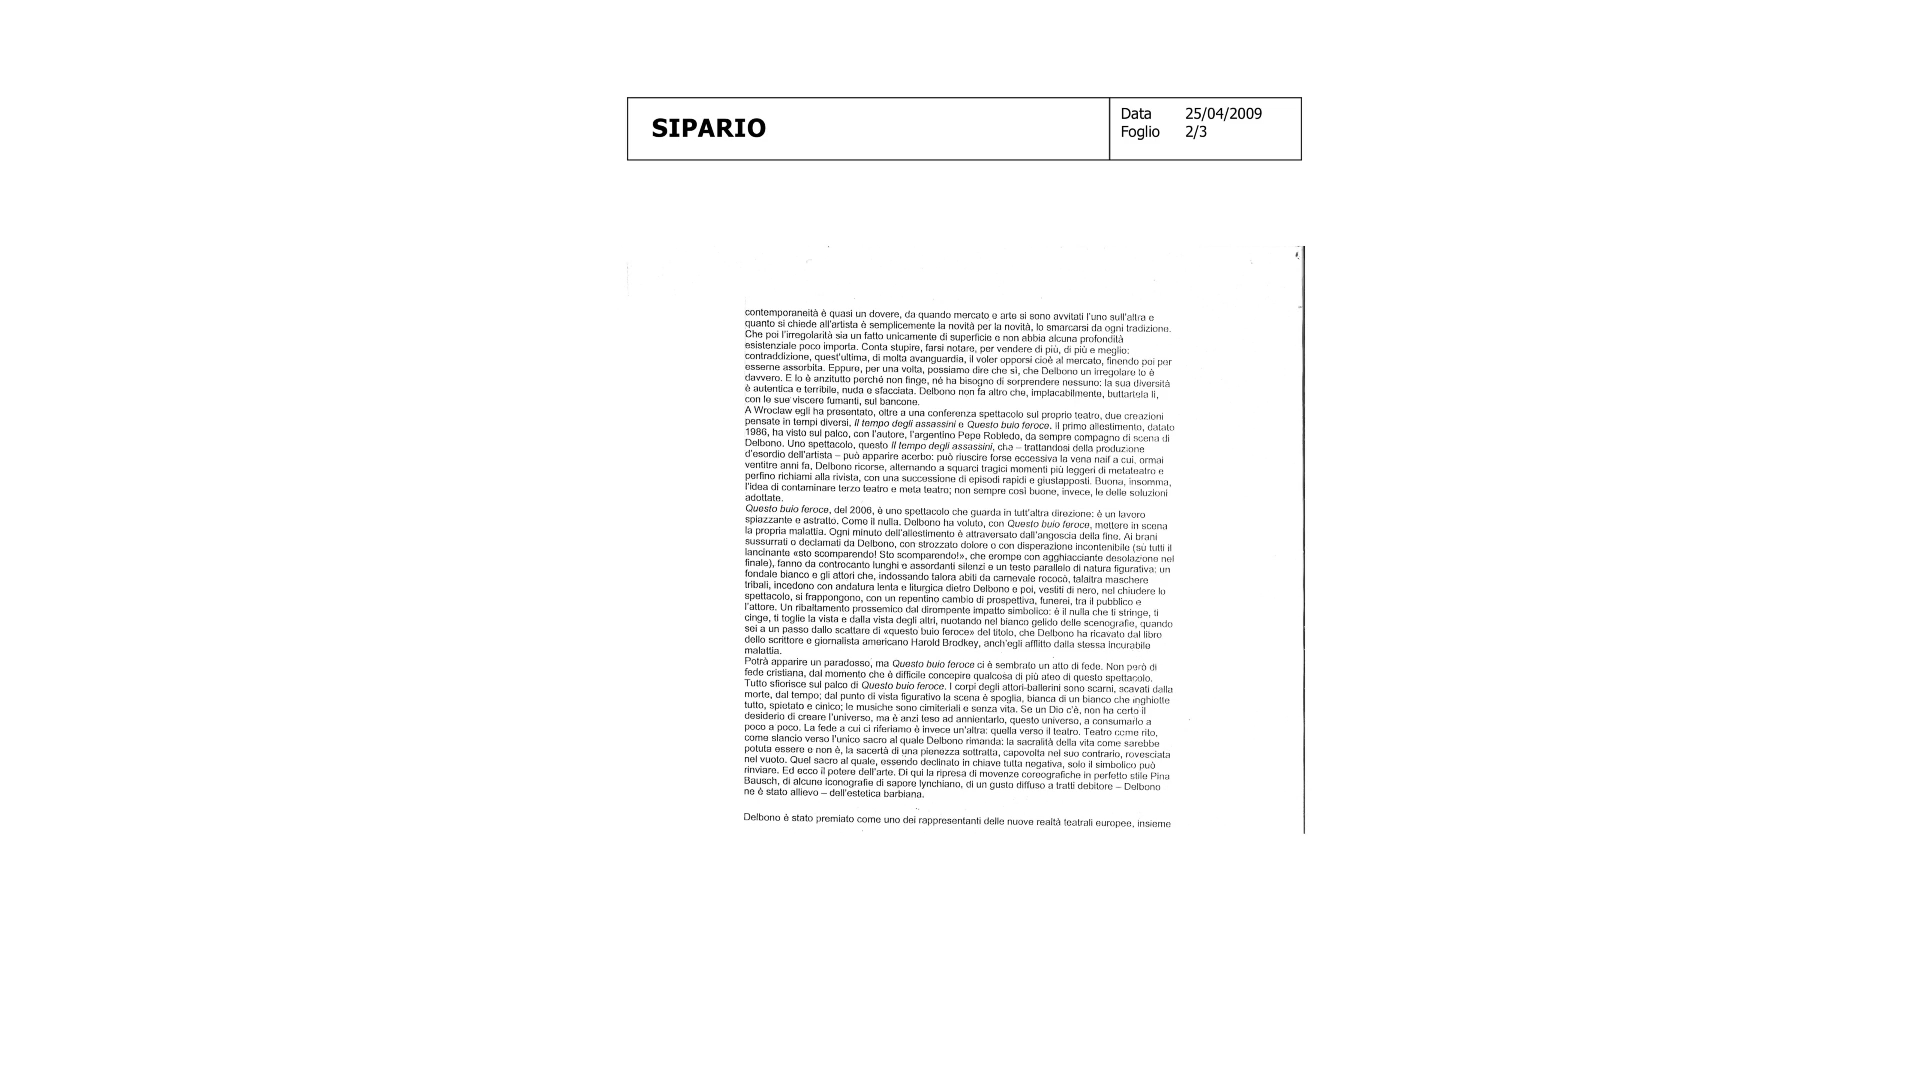 SIPARIO
Data 25/04/2009
Foglio 2/3
contemporaneità è quasi un dovere, da quando mercato e arte si sono avvitati l'uno sull'altra e
quanto si chiede all'artista è semplicemente la novità per la novità, lo smarcarsi da ogni tradizione.
Che poi l'irregolarità sia un fatto unicamente di superficie e non abbia alcuna profondità
esistenziale poco importa. Conta stupire, farsi notare, per vendere di più, di più e meglio:
contraddizione, quest'ultima, di molta avanguardia, il voler opporsi cioè al mercato, finendo poi per
esserne assorbita. Eppure, per una volta, possiamo dire che sì, che Delbono un irregolare lo è
davvero. E lo è anzitutto perché non finge, né ha bisogno di sorprendere nessuno: la sua diversità
è autentica e terribile, nuda e sfacciata. Delbono non fa altro che, implacabilmente, buttartela lì,
con le sue viscere fumanti, sul bancone.
A Wroclaw egli ha presentato, oltre a una conferenza spettacolo sul proprio teatro, due creazioni
pensate in tempi diversi, Il tempo degli assassini e Questo buio feroce. Il primo allestimento, datato
1986, ha visto sul palco, con l'autore, l'argentino Pepe Robledo, da sempre compagno di scena di
Delbono. Uno spettacolo, questo Il tempo degli assassini, che – trattandosi della produzione
d'esordio dell'artista – può apparire acerbo: può riuscire forse eccessiva la vena naif a cui, ormai
ventitre anni fa, Delbono ricorse, alternando a squarci tragici momenti più leggeri di metateatro e
perfino richiami alla rivista, con una successione di episodi rapidi e giustapposti. Buona, insomma,
l'idea di contaminare terzo teatro e meta teatro; non sempre così buone, invece, le delle soluzioni
adottate.
Questo buio feroce, del 2006, è uno spettacolo che guarda in tutt'altra direzione: è un lavoro
spiazzante e astratto. Come il nulla. Delbono ha voluto, con Questo buio feroce, mettere in scena
la propria malattia. Ogni minuto dell'allestimento è attraversato dall'angoscia della fine. Ai brani
sussurrati o declamati da Delbono, con strozzato dolore o con disperazione incontenibile (su tutti il
lancinante «sto scomparendo! Sto scomparendo!», che erompe con agghiacciante desolazione nel
finale), fanno da controcanto lunghi e assordanti silenzi e un testo parallelo di natura figurativa: un
fondale bianco e gli attori che, indossando talora abiti da carnevale rococò, talaltra maschere
tribali, incedono con andatura lenta e liturgica dietro Delbono e poi, vestiti di nero, nel chiudere lo
spettacolo, si frappongono, con un repentino cambio di prospettiva, funerei, tra il pubblico e
l'attore. Un ribaltamento prossemico dal dirompente impatto simbolico: è il nulla che ti stringe, ti
cinge, ti toglie la vista e dalla vista degli altri, nuotando nel bianco gelido delle scenografie, quando
sei a un passo dallo scattare di «questo buio feroce» del titolo, che Delbono ha ricavato dal libro
dello scrittore e giornalista americano Harold Brodkey, anch'egli afflitto dalla stessa incurabile
malattia.
Potrà apparire un paradosso, ma Questo buio feroce ci è sembrato un atto di fede. Non però di
fede cristiana, dal momento che è difficile concepire qualcosa di più ateo di questo spettacolo.
Tutto sfiorisce sul palco di Questo buio feroce. I corpi degli attori-ballerini sono scarni, scavati dalla
morte, dal tempo; dal punto di vista figurativo la scena è spoglia, bianca di un bianco che inghiotte
tutto, spietato e cinico; le musiche sono cimiteriali e senza vita. Se un Dio c'è, non ha certo il
desiderio di creare l'universo, ma è anzi teso ad annientarlo, questo universo, a consumarlo a
poco a poco. La fede a cui ci riferiamo è invece un'altra: quella verso il teatro. Teatro come rito,
come slancio verso l'unico sacro al quale Delbono rimanda: la sacralità della vita come sarebbe
potuta essere e non è, la sacertà di una pienezza sottratta, capovolta nel suo contrario, rovesciata
nel vuoto. Quel sacro al quale, essendo declinato in chiave tutta negativa, solo il simbolico può
rinviare. Ed ecco il potere dell'arte. Di qui la ripresa di movenze coreografiche in perfetto stile Pina
Bausch, di alcune iconografie di sapore lynchiano, di un gusto diffuso a tratti debitore – Delbono
ne è stato allievo – dell'estetica barbiana.
Delbono è stato premiato come uno dei rappresentanti delle nuove realtà teatrali europee, insieme